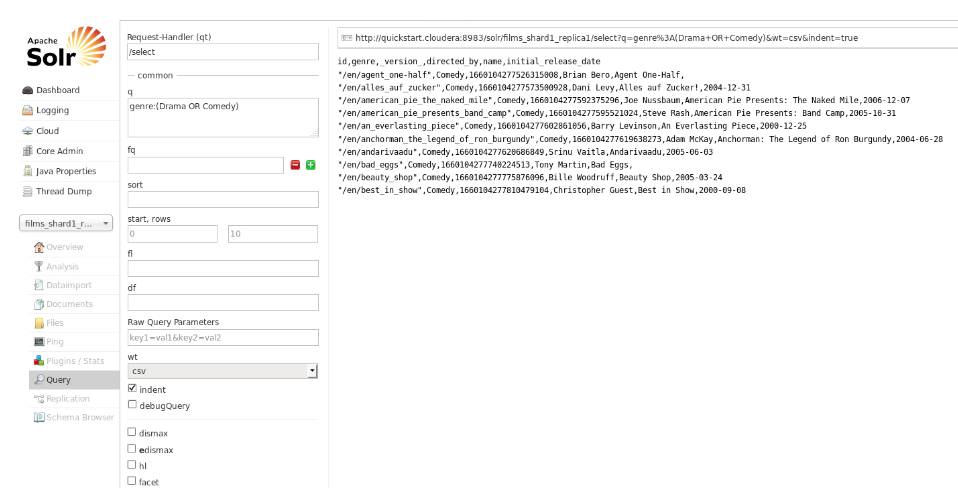 Apache
Solr
Dashboard
Logging
Cloud
Core Admin
Java Properties
Thread Dump
films_shard1_r...
Overview
Analysis
Dataimport
Documents
Files
Ping
Plugins / Stats
Query
Replication
Schema Browser
Request-Handler (qt)
/select
common
q
genre:(Drama OR Comedy)
fq
sort
start, rows
0 10
fl
df
Raw Query Parameters
key1=val1&key2=val2
wt
csv
indent
debugQuery
dismax
edismax
hl
facet
http://quickstart.cloudera:8983/solr/films_shard1_replica1/select?q=genre%3A(Drama+OR+Comedy)&wt=csv&indent=true
id,genre,_version_,directed_by,name,initial_release_date
"/en/agent_one-half",Comedy,1660104277526315008,Brian Bero,Agent One-Half,
"/en/alles_auf_zucker",Comedy,1660104277573500928,Dani Levy,Alles auf Zucker!,2004-12-31
"/en/american_pie_the_naked_mile",Comedy,1660104277592375296,Joe Nussbaum,American Pie Presents: The Naked Mile,2006-12-07
"/en/american_pie_presents_band_camp",Comedy,1660104277595521024,Steve Rash,American Pie Presents: Band Camp,2005-10-31
"/en/an_everlasting_piece",Comedy,1660104277602861056,Barry Levinson,An Everlasting Piece,2000-12-25
"/en/anchorman_the_legend_of_ron_burgundy",Comedy,1660104277619638273,Adam McKay,Anchorman: The Legend of Ron Burgundy,2004-06-28
"/en/andarivaadu",Comedy,1660104277620686849,Srinu Vaitla,Andarivaadu,2005-06-03
"/en/bad_eggs",Comedy,1660104277740224513,Tony Martin,Bad Eggs,
"/en/beauty_shop",Comedy,1660104277775876096,Bille Woodruff,Beauty Shop,2005-03-24
"/en/best_in_show",Comedy,1660104277810479104,Christopher Guest,Best in Show,2000-09-08